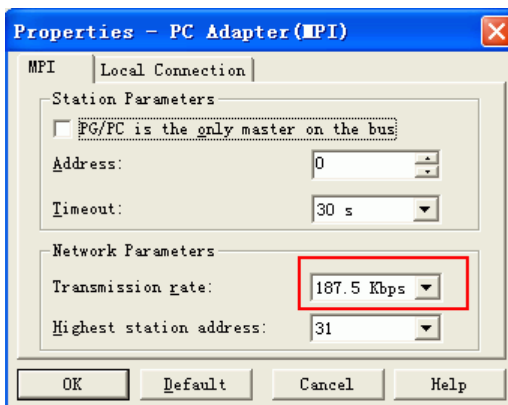 Properties - PC Adapter(MPI)
MPI Local Connection
Station Parameters
PG/PC is the only master on the bus
Address: 0
Timeout: 30 s
Network Parameters
Transmission rate: 187.5 Kbps
Highest station address: 31
OK Default Cancel Help